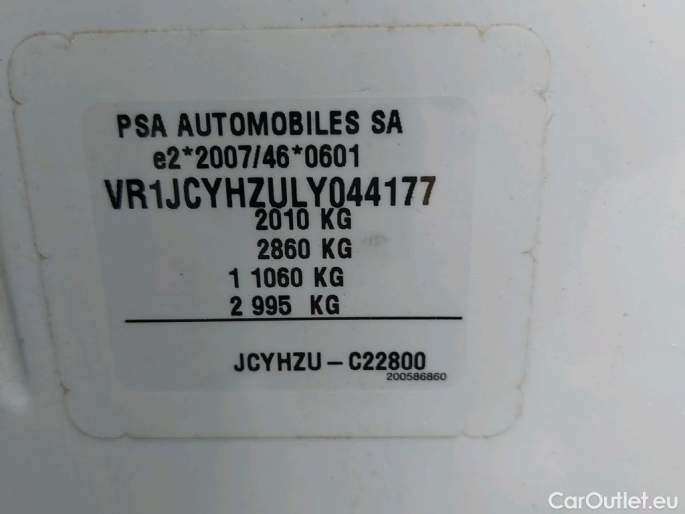 PSA AUTOMOBILES SA
e2*2007/46*0601
VR1JCYHZULY044177
2010 KG
2860 KG
1 1060 KG
2 995 KG
JCYHZU - C22800
200586860
CarOutlet.eu